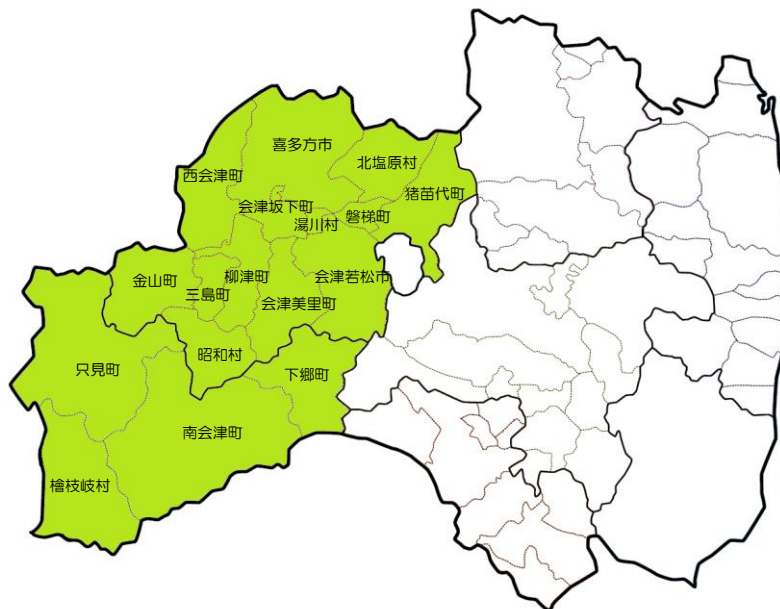 喜多方市
北塩原村
西会津町
猪苗代町
会津坂下町
磐梯町
湯川村
金山町
柳津町
会津若松市
三島町
会津美里町
昭和村
只見町
下郷町
南会津町
檜枝岐村